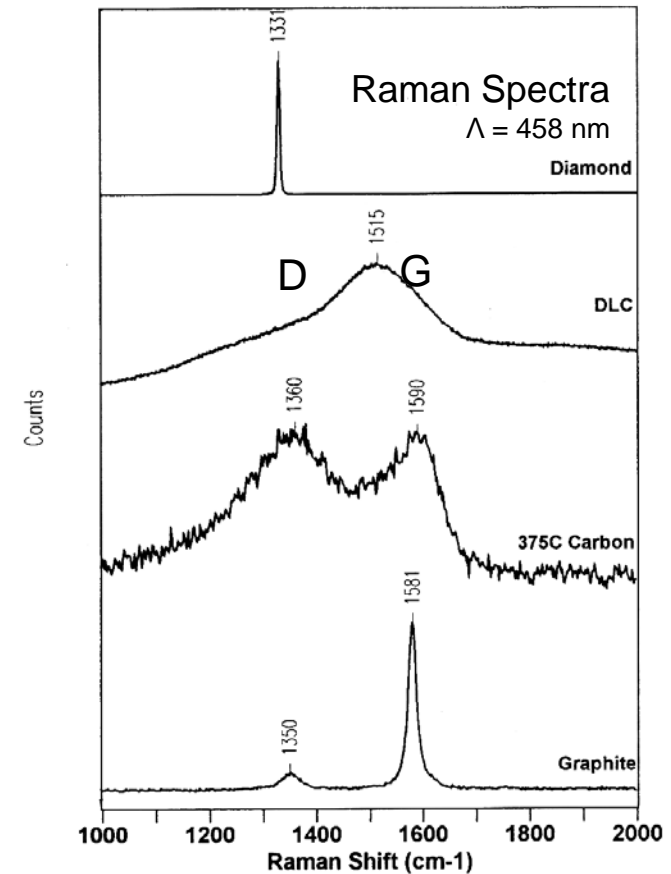 1331
Raman Spectra
Λ = 458 nm
Diamond
1515
D G
DLC
1360
1590
Counts
375C Carbon
1581
1350
Graphite
1000 1200 1400 1600 1800 2000
Raman Shift (cm-1)